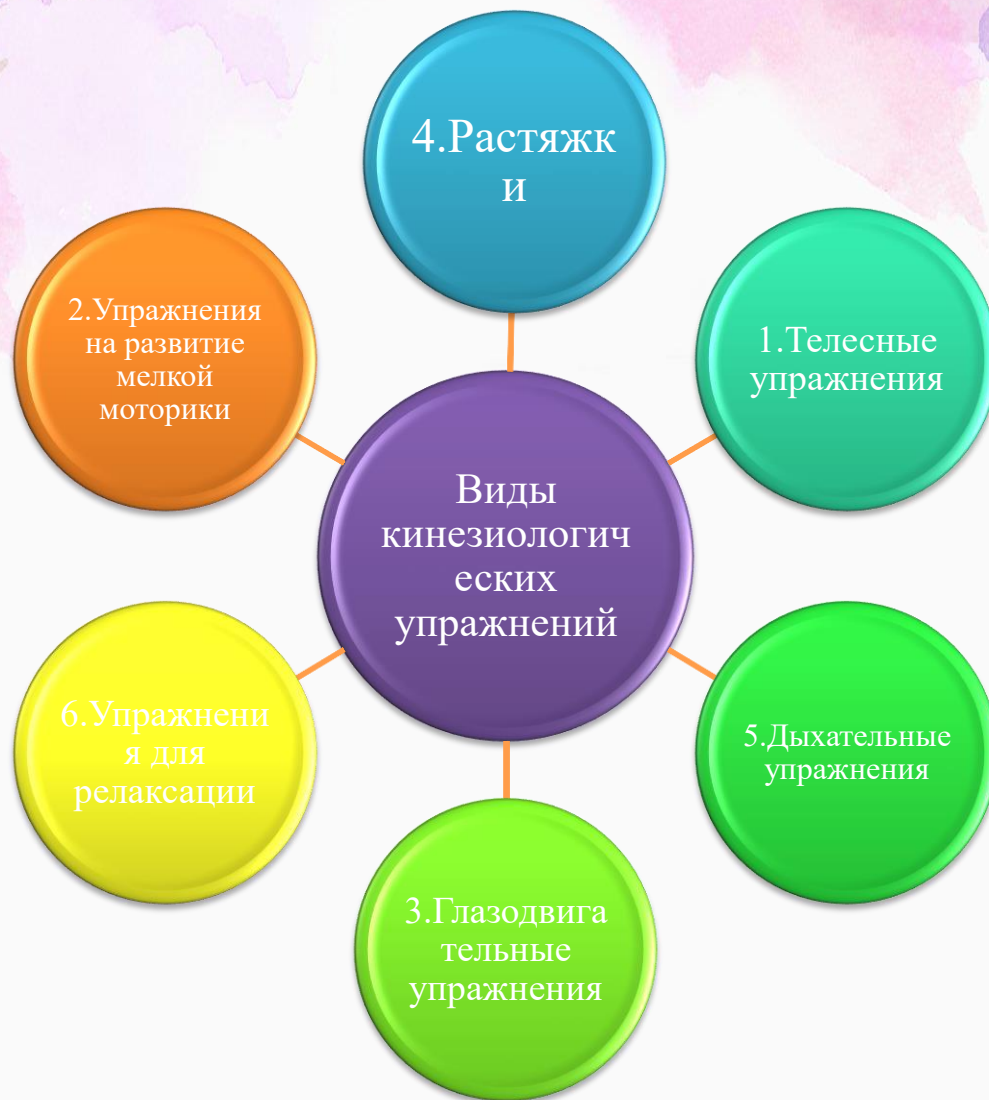 4.Растяжк
и
2.Упражнения
на развитие
мелкой
моторики
1.Телесные
упражнения
Виды
кинезиологич
еских
упражнений
6.Упражнени
я для
релаксации
5.Дыхательные
упражнения
3.Глазодвига
тельные
упражнения